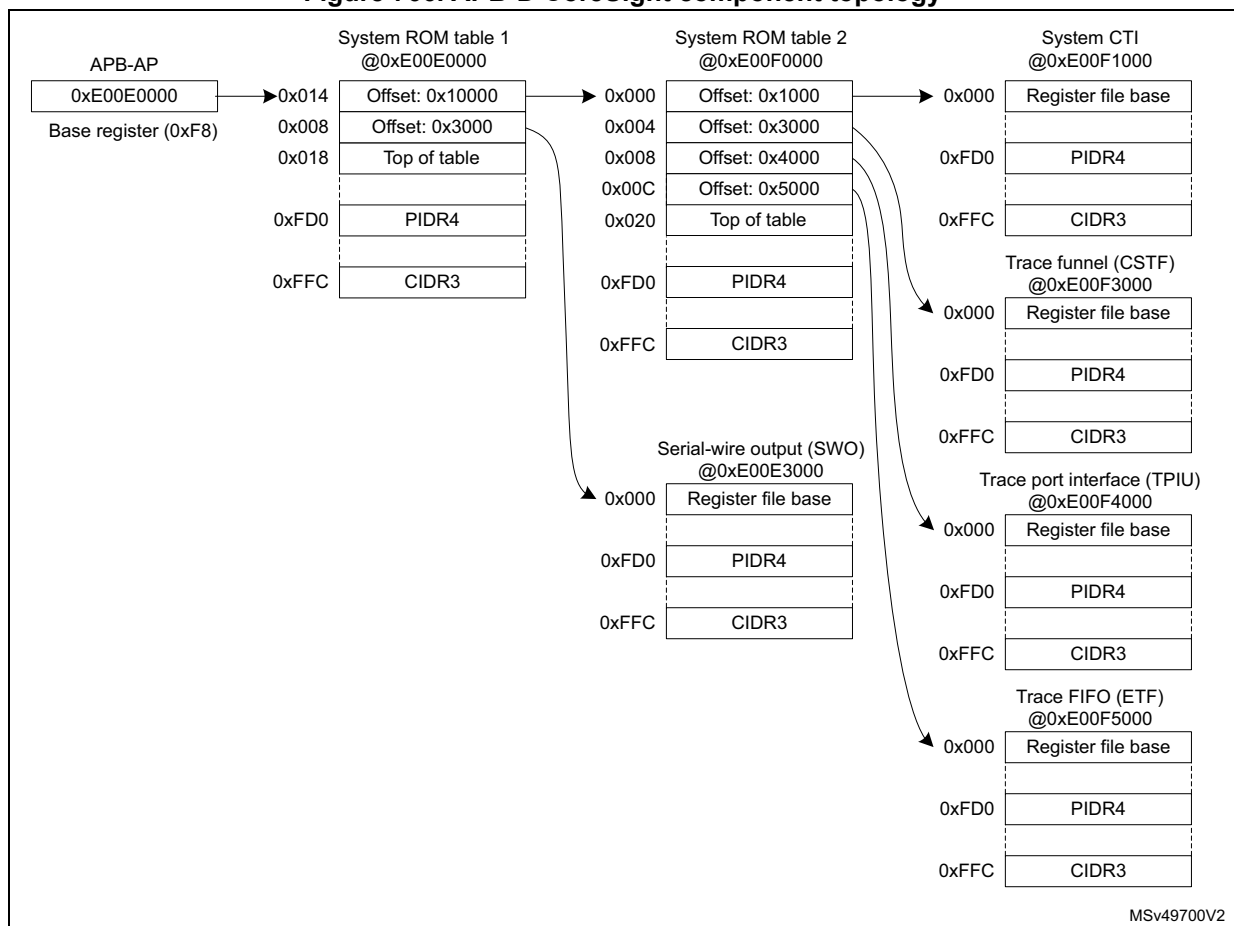 Figure APB-D CoreSight component topology
APB-AP
0xE00E0000
Base register (0xF8)
System ROM table 1
@0xE00E0000
0x014 Offset: 0x10000
0x008 Offset: 0x3000
0x018 Top of table
0xFD0 PIDR4
0xFFC CIDR3
System ROM table 2
@0xE00F0000
0x000 Offset: 0x1000
0x004 Offset: 0x3000
0x008 Offset: 0x4000
0x00C Offset: 0x5000
0x020 Top of table
0xFD0 PIDR4
0xFFC CIDR3
Serial-wire output (SWO)
@0xE00E3000
0x000 Register file base
0xFD0 PIDR4
0xFFC CIDR3
System CTI
@0xE00F1000
0x000 Register file base
0xFD0 PIDR4
0xFFC CIDR3
Trace funnel (CSTF)
@0xE00F3000
0x000 Register file base
0xFD0 PIDR4
0xFFC CIDR3
Trace port interface (TPIU)
@0xE00F4000
0x000 Register file base
0xFD0 PIDR4
0xFFC CIDR3
Trace FIFO (ETF)
@0xE00F5000
0x000 Register file base
0xFD0 PIDR4
0xFFC CIDR3
MSv49700V2